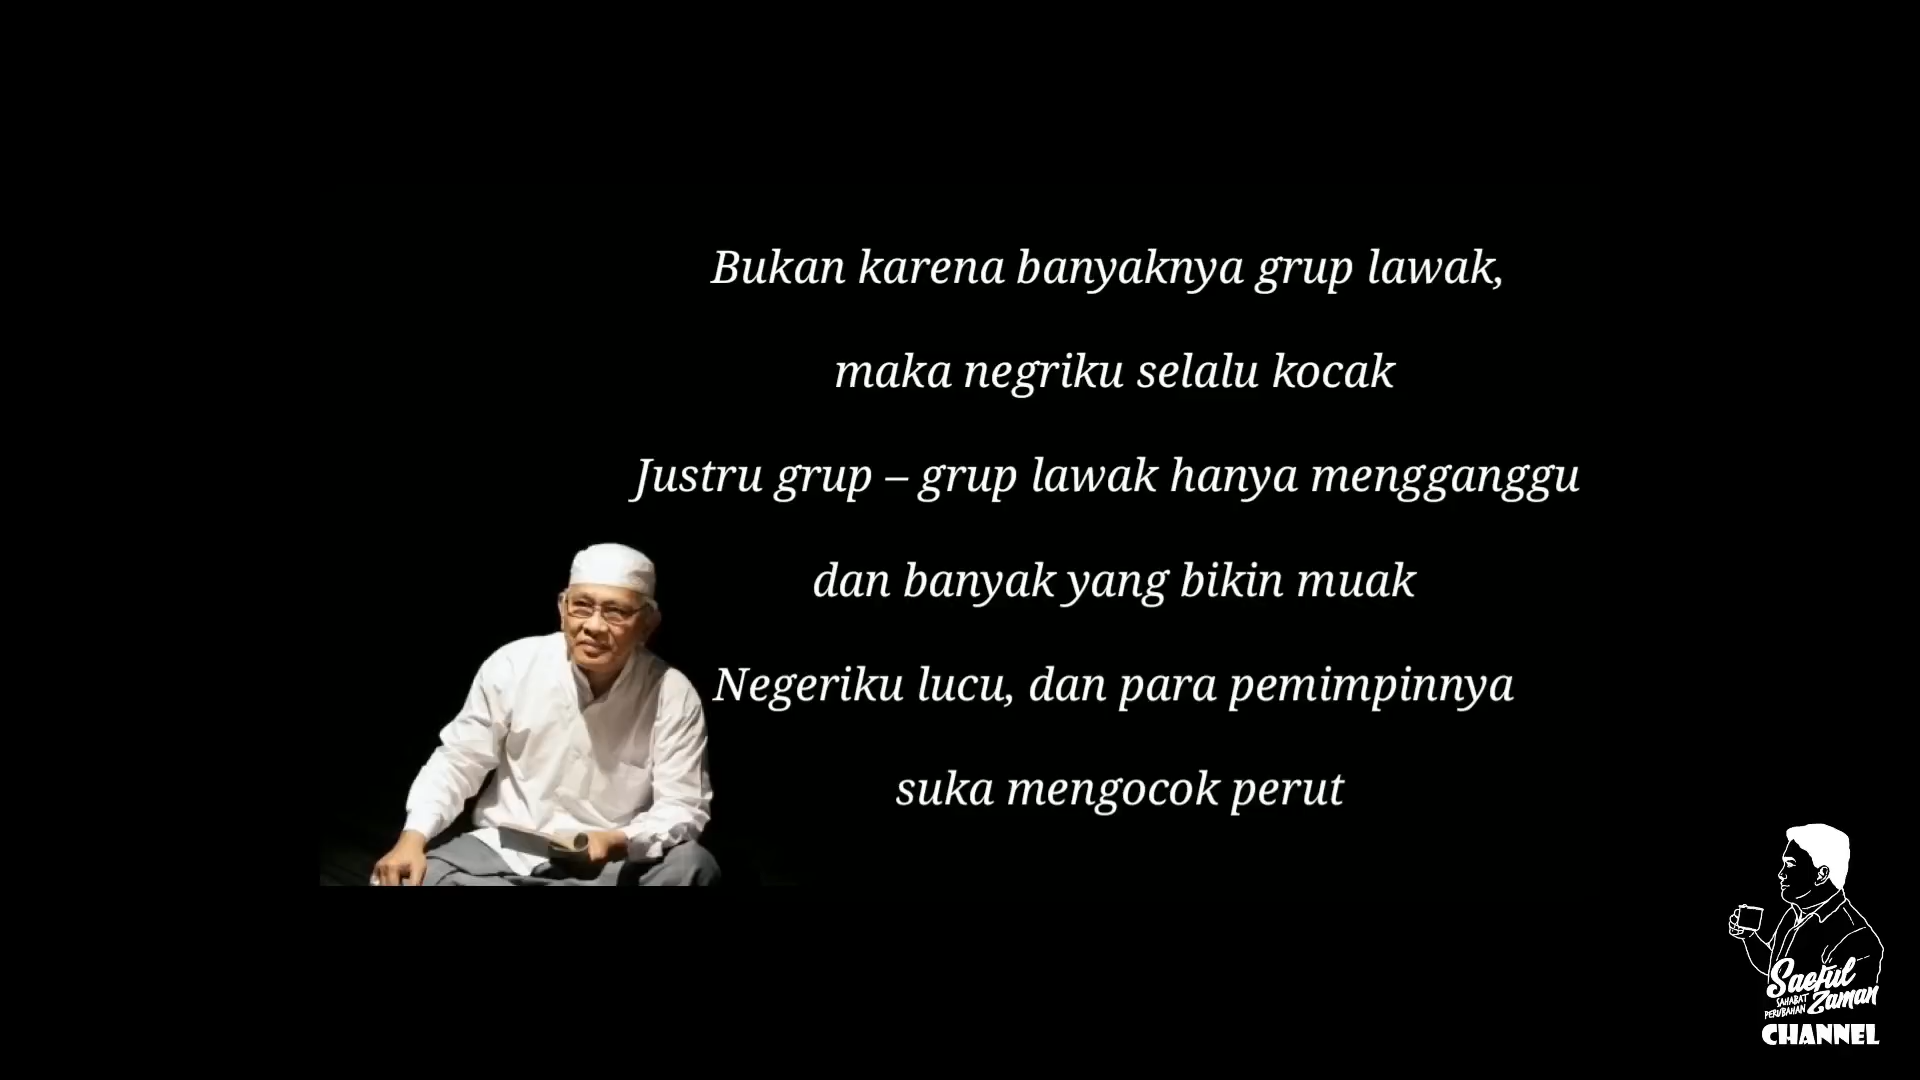 Bukan karena banyaknya grup lawak,
maka negriku selalu kocak
Justru grup – grup lawak hanya mengganggu
dan banyak yang bikin muak
Negeriku lucu, dan para pemimpinnya
suka mengocok perut
Saeful
SAHABAT
PERUBAHAN
Zaman
CHANNEL